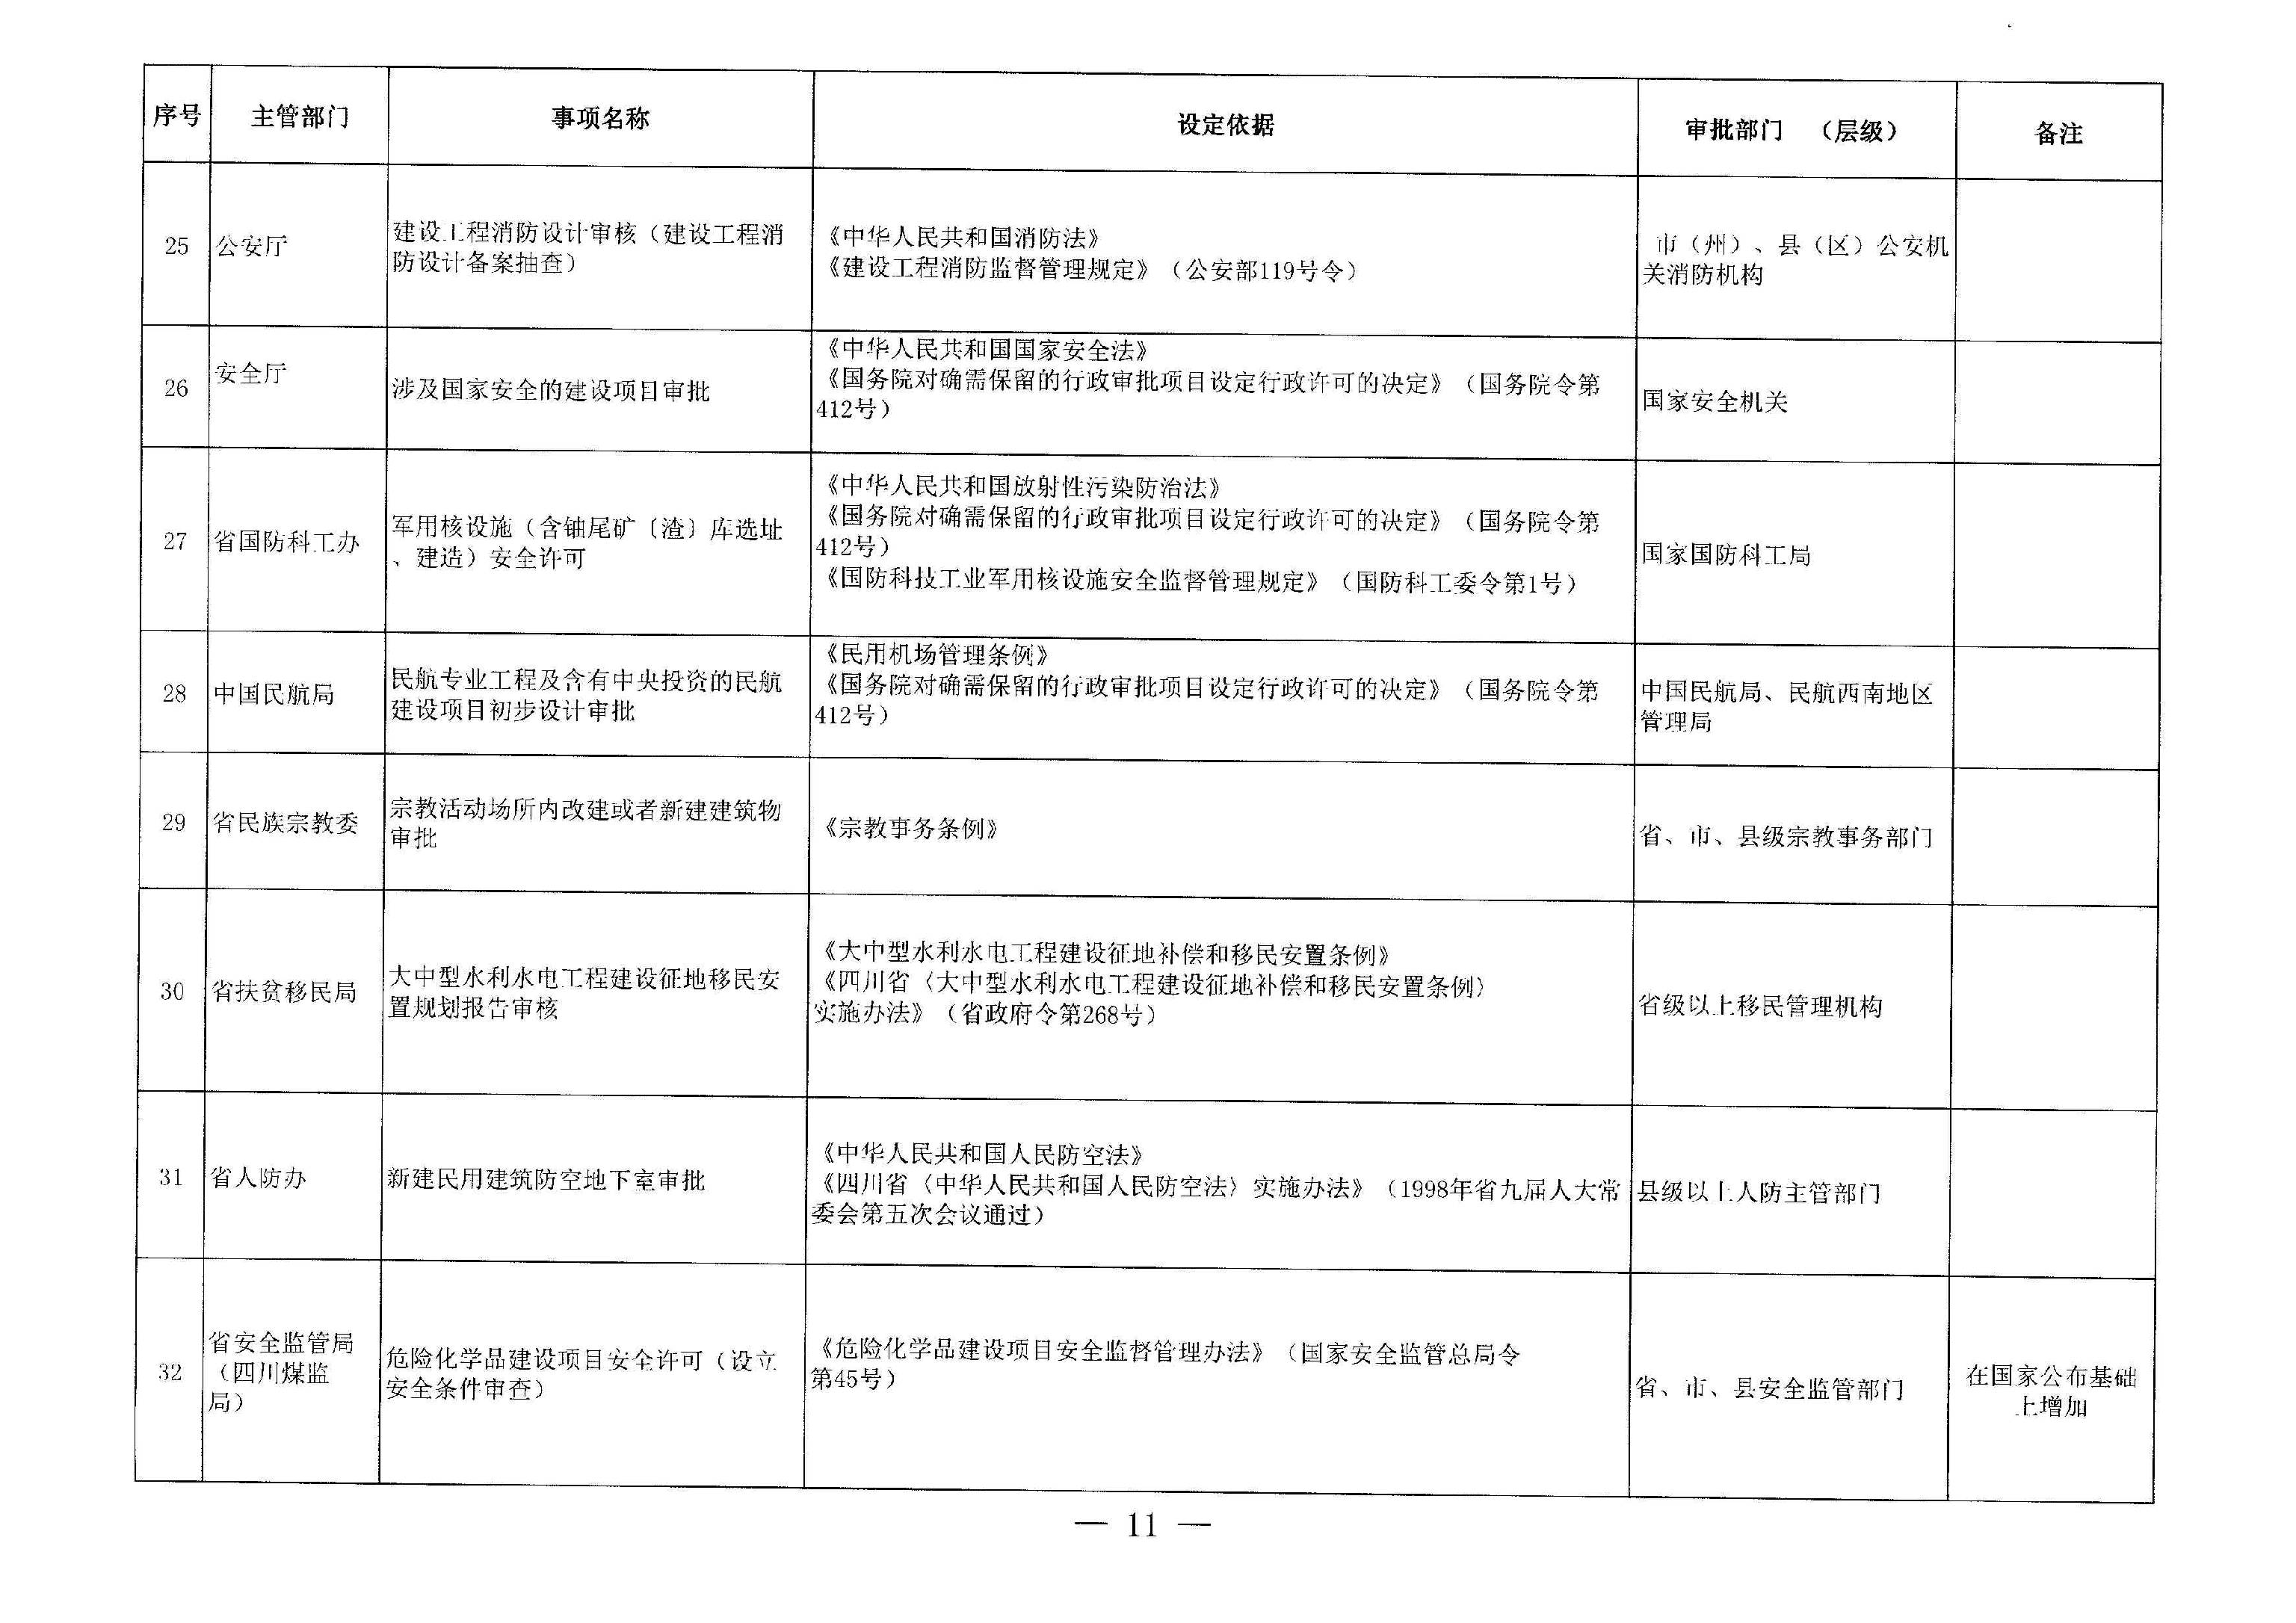 序号 主管部门 事项名称 设定依据 审批部门 （层级） 备注
25 公安厅
建设工程消防设计审核（建设工程消
防设计备案抽查）
《中华人民共和国消防法》
《建设工程消防监督管理规定》（公安部119号令）
市（州）、县（区）公安机
关消防机构
26 安全厅
涉及国家安全的建设项目审批
《中华人民共和国国家安全法》
《国务院对确需保留的行政审批项目设定行政许可的决定》（国务院令第
412号）
国家安全机关
27 省国防科工办
军用核设施（含铀尾矿〔渣〕库选址
、建造）安全许可
《中华人民共和国放射性污染防治法》
《国务院对确需保留的行政审批项目设定行政许可的决定》（国务院令第
412号）
《国防科技工业军用核设施安全监督管理规定》（国防科工委令第1号）
国家国防科工局
28 中国民航局
民航专业工程及含有中央投资的民航
建设项目初步设计审批
《民用机场管理条例》
《国务院对确需保留的行政审批项目设定行政许可的决定》（国务院令第
412号）
中国民航局、民航西南地区
管理局
29 省民族宗教委
宗教活动场所内改建或者新建建筑物
审批
《宗教事务条例》
省、市、县级宗教事务部门
30 省扶贫移民局
大中型水利水电工程建设征地移民安
置规划报告审核
《大中型水利水电工程建设征地补偿和移民安置条例》
《四川省〈大中型水利水电工程建设征地补偿和移民安置条例〉
实施办法》（省政府令第268号）
省级以上移民管理机构
31 省人防办
新建民用建筑防空地下室审批
《中华人民共和国人民防空法》
《四川省〈中华人民共和国人民防空法〉实施办法》（1998年省九届人大常
委会第五次会议通过）
县级以上人防主管部门
32
省安全监管局
（四川煤监
局）
危险化学品建设项目安全许可（设立
安全条件审查）
《危险化学品建设项目安全监督管理办法》（国家安全监管总局令
第45号）
省、市、县安全监管部门
在国家公布基础
上增加
— 11 —